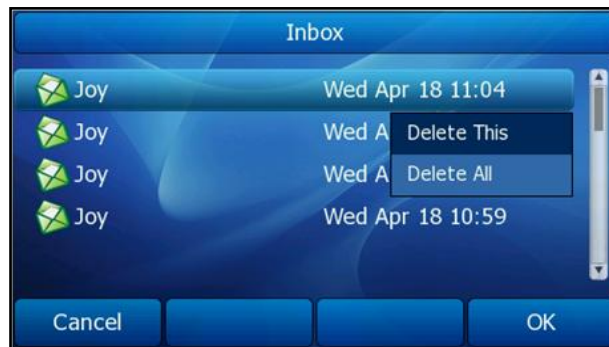 Inbox
Joy Wed Apr 18 11:04
Joy Wed A
Delete This
Joy Wed A
Delete All
Joy Wed Apr 18 10:59
Cancel OK